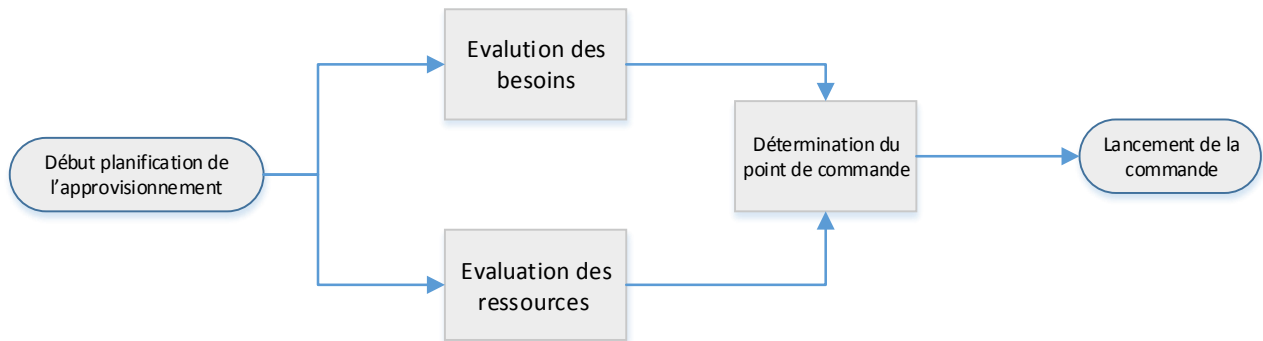 Evalution des
besoins
Début planification de
l’approvisionnement
Détermination du
point de commande
Lancement de la
commande
Evaluation des
ressources